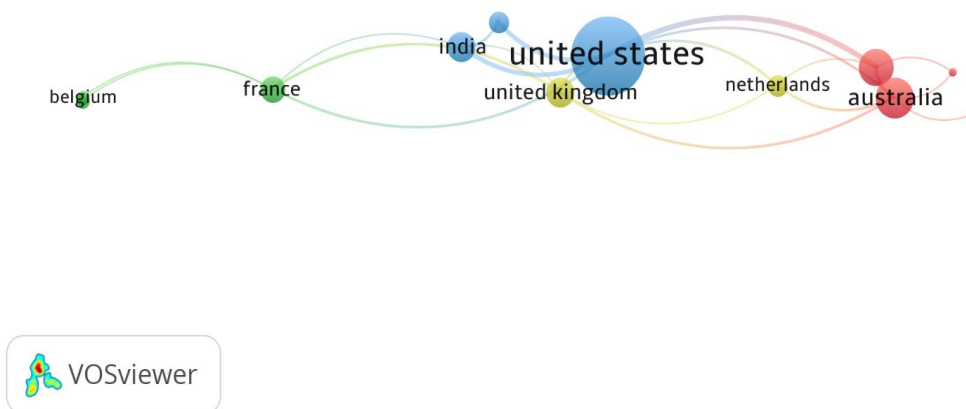 belgium
france
india
united states
united kingdom
netherlands
australia
VOSviewer